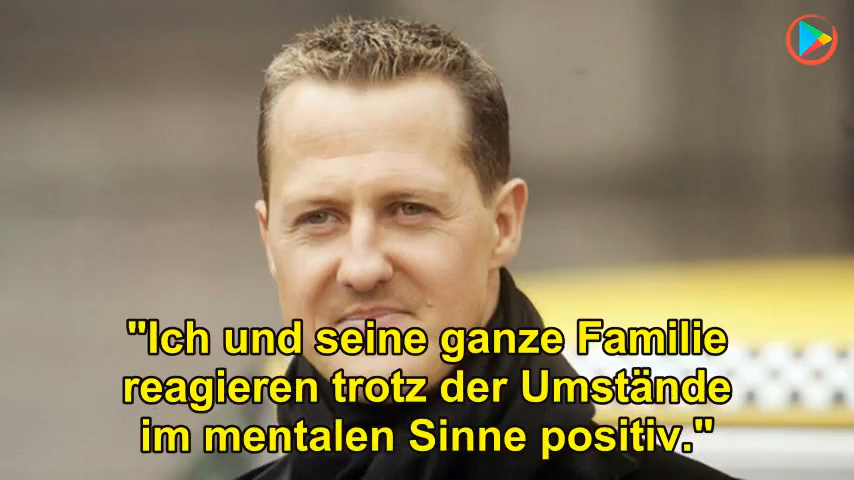 "Ich und seine ganze Familie
reagieren trotz der Umstände
im mentalen Sinne positiv."